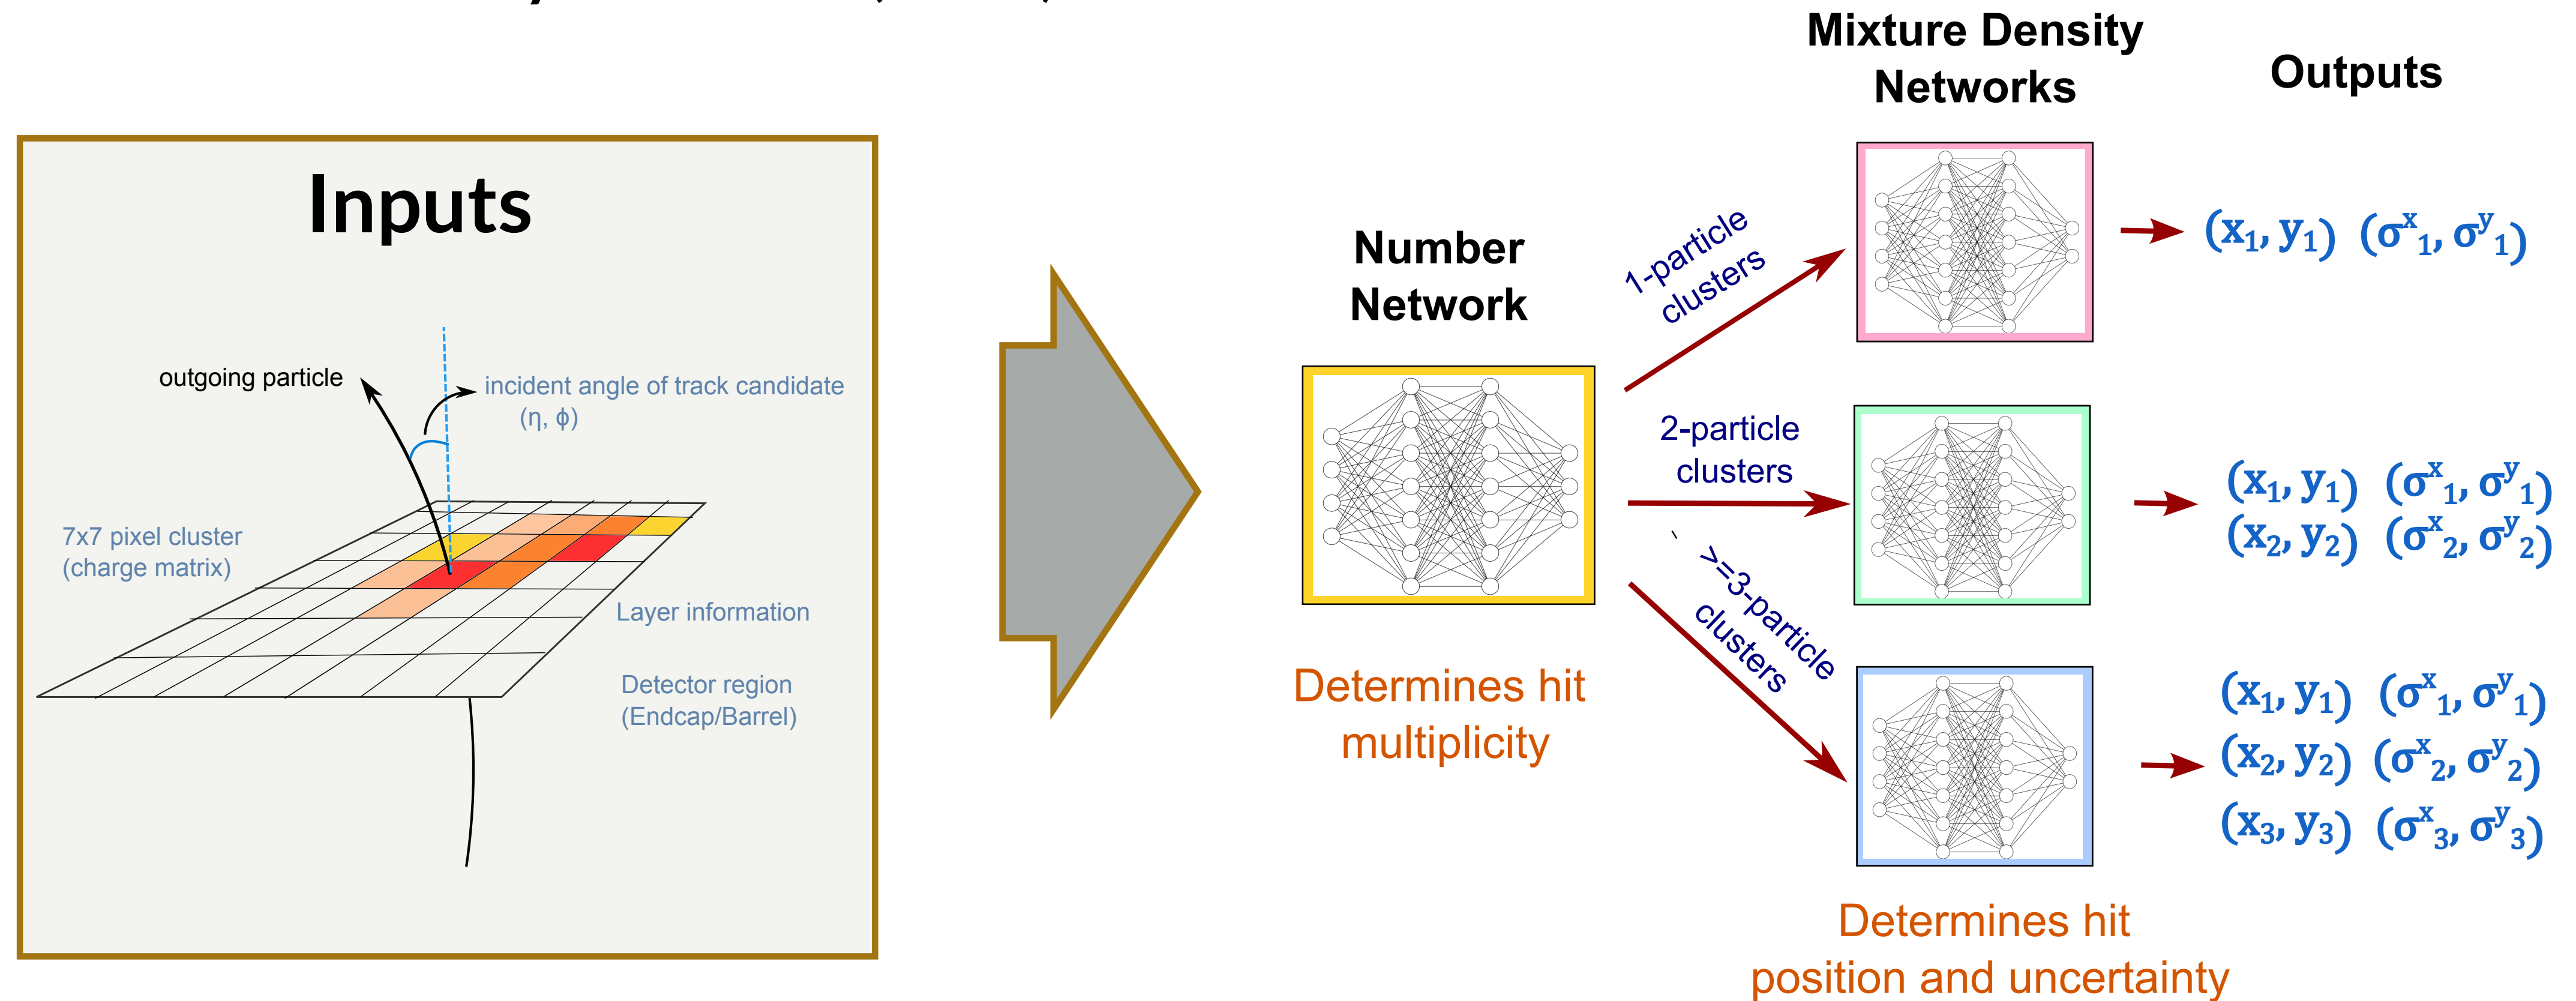 Inputs
outgoing particle
incident angle of track candidate
(η, ϕ)
7x7 pixel cluster
(charge matrix)
Layer information
Detector region
(Endcap/Barrel)
Number
Network
Determines hit
multiplicity
1-particle
clusters
2-particle
clusters
>=3-particle
clusters
Mixture Density
Networks
Determines hit
position and uncertainty
Outputs
(x₁, y₁) (σˣ₁, σʸ₁)
(x₁, y₁) (σˣ₁, σʸ₁)
(x₂, y₂) (σˣ₂, σʸ₂)
(x₁, y₁) (σˣ₁, σʸ₁)
(x₂, y₂) (σˣ₂, σʸ₂)
(x₃, y₃) (σˣ₃, σʸ₃)